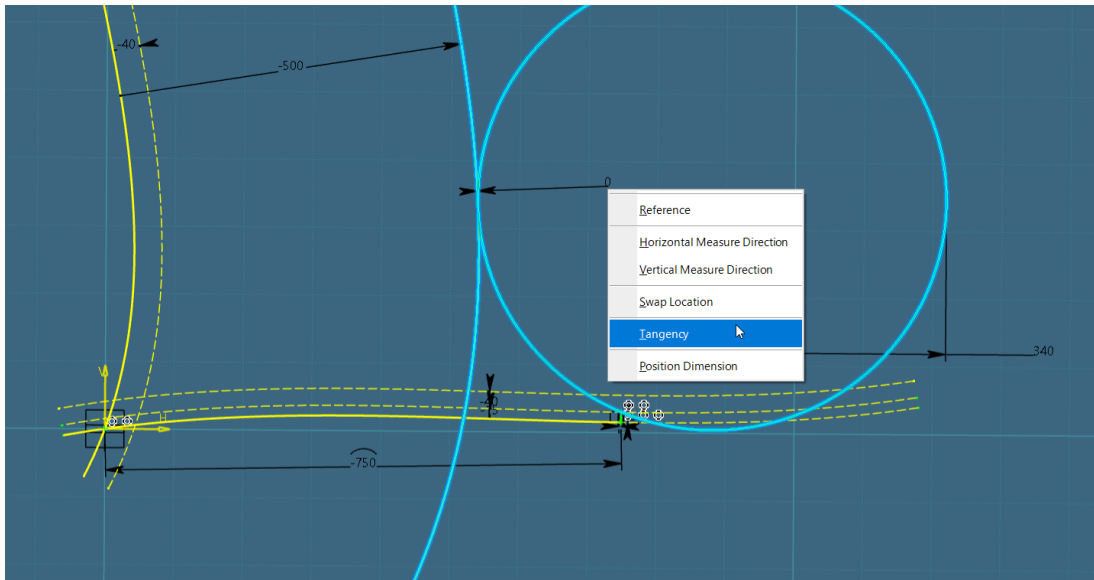 -40
-500
0
Reference
Horizontal Measure Direction
Vertical Measure Direction
Swap Location
Tangency
Position Dimension
340
V
H
-40
-750